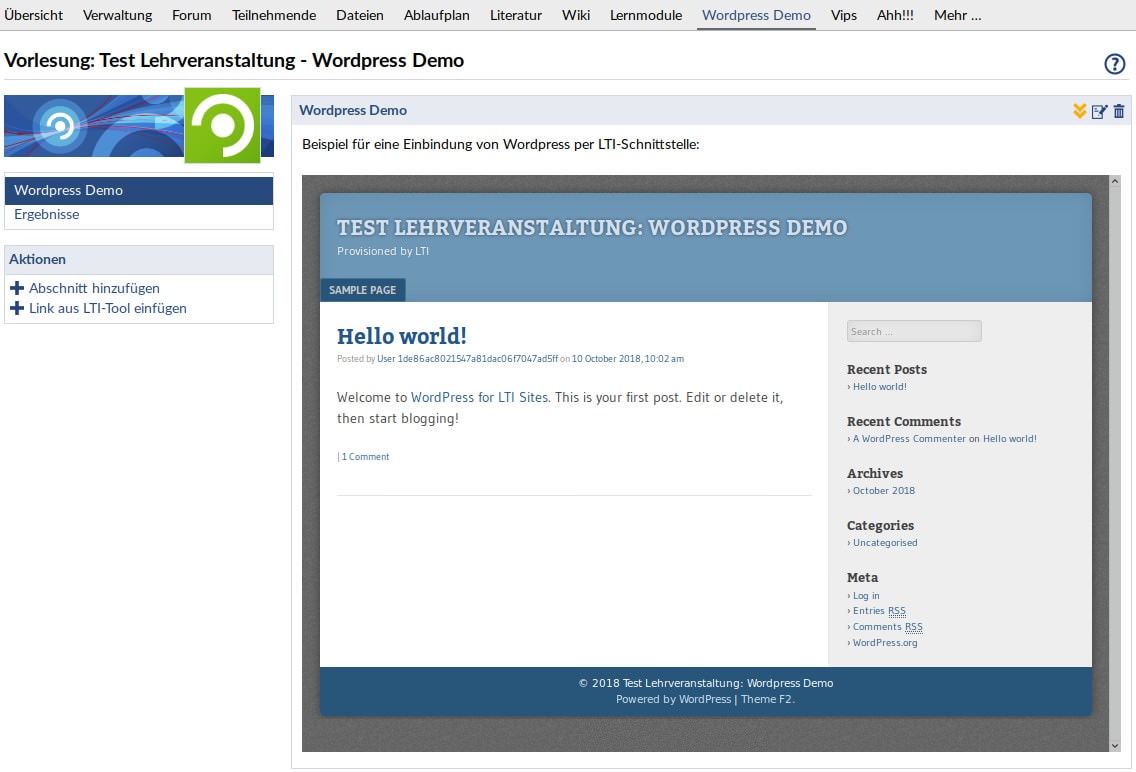 Übersicht Verwaltung Forum Teilnehmende Dateien Ablaufplan Literatur Wiki Lernmodule Wordpress Demo Vips Ahh!!! Mehr ...
Vorlesung: Test Lehrveranstaltung - Wordpress Demo
Wordpress Demo
Ergebnisse
Aktionen
Abschnitt hinzufügen
Link aus LTI-Tool einfügen
Wordpress Demo
Beispiel für eine Einbindung von Wordpress per LTI-Schnittstelle:
TEST LEHRVERANSTALTUNG: WORDPRESS DEMO
Provisioned by LTI
SAMPLE PAGE
Hello world!
Posted by User 1de86ac8021547a81dac06f7047ad5ff on 10 October 2018, 10:02 am
Welcome to WordPress for LTI Sites. This is your first post. Edit or delete it,
then start blogging!
| 1 Comment
Search ...
Recent Posts
› Hello world!
Recent Comments
› A WordPress Commenter on Hello world!
Archives
› October 2018
Categories
› Uncategorised
Meta
› Log in
› Entries RSS
› Comments RSS
› WordPress.org
© 2018 Test Lehrveranstaltung: Wordpress Demo
Powered by WordPress | Theme F2.